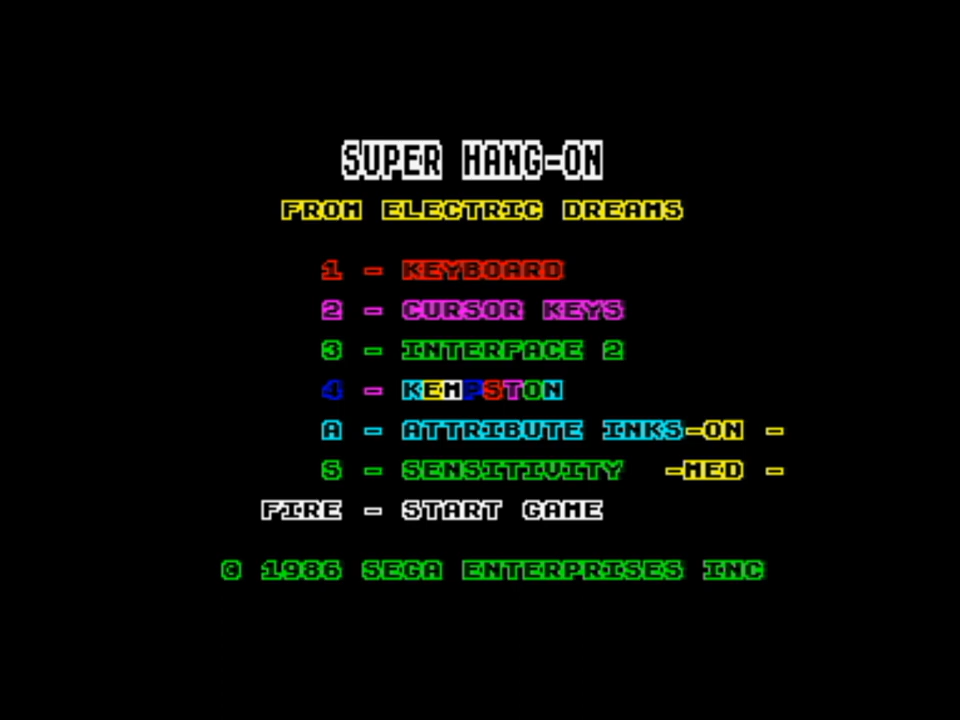 SUPER HANG-ON
FROM ELECTRIC DREAMS
1 - KEYBOARD
2 - CURSOR KEYS
3 - INTERFACE 2
4 - KEMPSTON
A - ATTRIBUTE INKS-ON -
S - SENSITIVITY -MED -
FIRE - START GAME
© 1986 SEGA ENTERPRISES INC